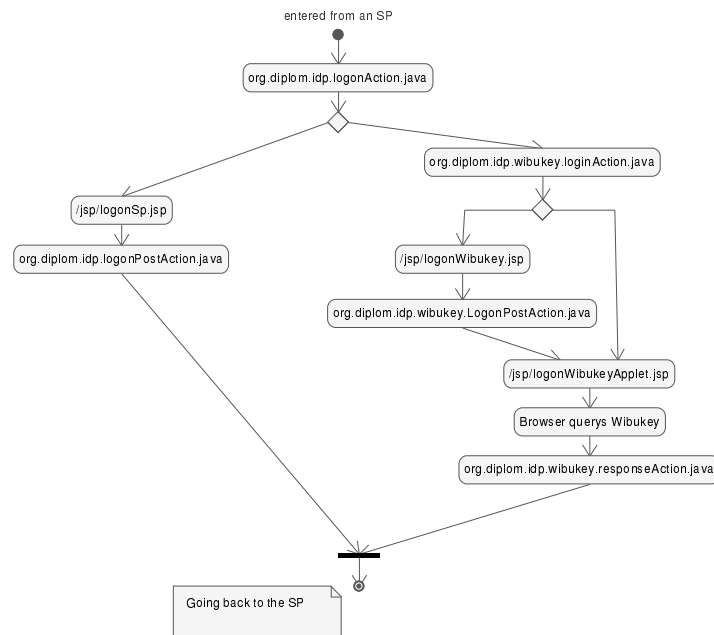 entered from an SP
org.diplom.idp.logonAction.java
org.diplom.idp.wibukey.loginAction.java
/jsp/logonSp.jsp
org.diplom.idp.logonPostAction.java
/jsp/logonWibukey.jsp
org.diplom.idp.wibukey.LogonPostAction.java
/jsp/logonWibukeyApplet.jsp
Browser querys Wibukey
org.diplom.idp.wibukey.responseAction.java
Going back to the SP